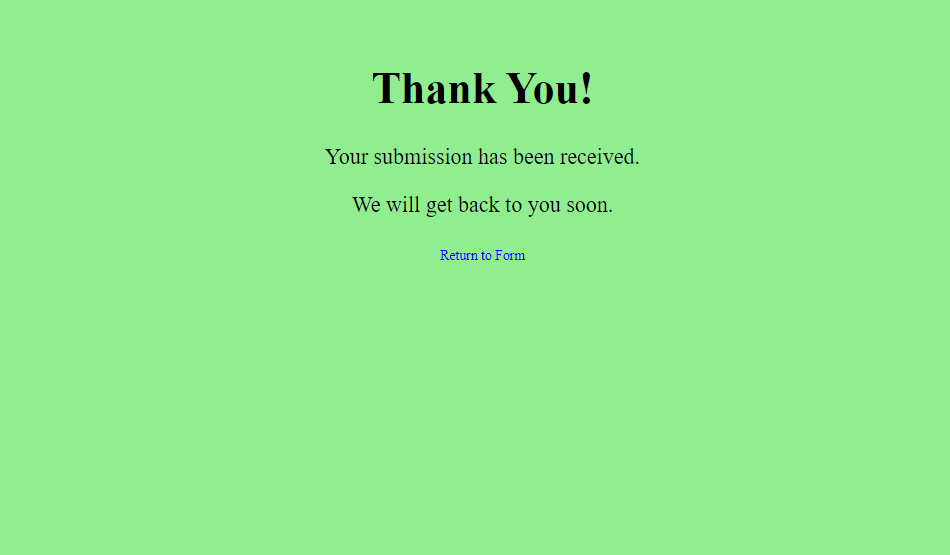 Thank You!
Your submission has been received.
We will get back to you soon.
Return to Form